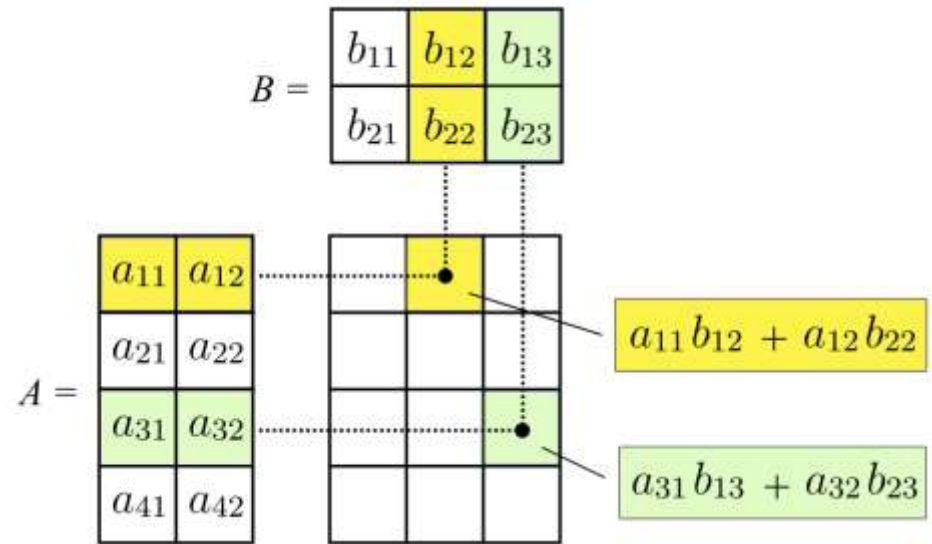 b₁₁ b₁₂ b₁₃
B =
b₂₁ b₂₂ b₂₃
a₁₁ a₁₂
a₁₁b₁₂ + a₁₂b₂₂
a₂₁ a₂₂
A =
a₃₁ a₃₂
a₃₁b₁₃ + a₃₂b₂₃
a₄₁ a₄₂